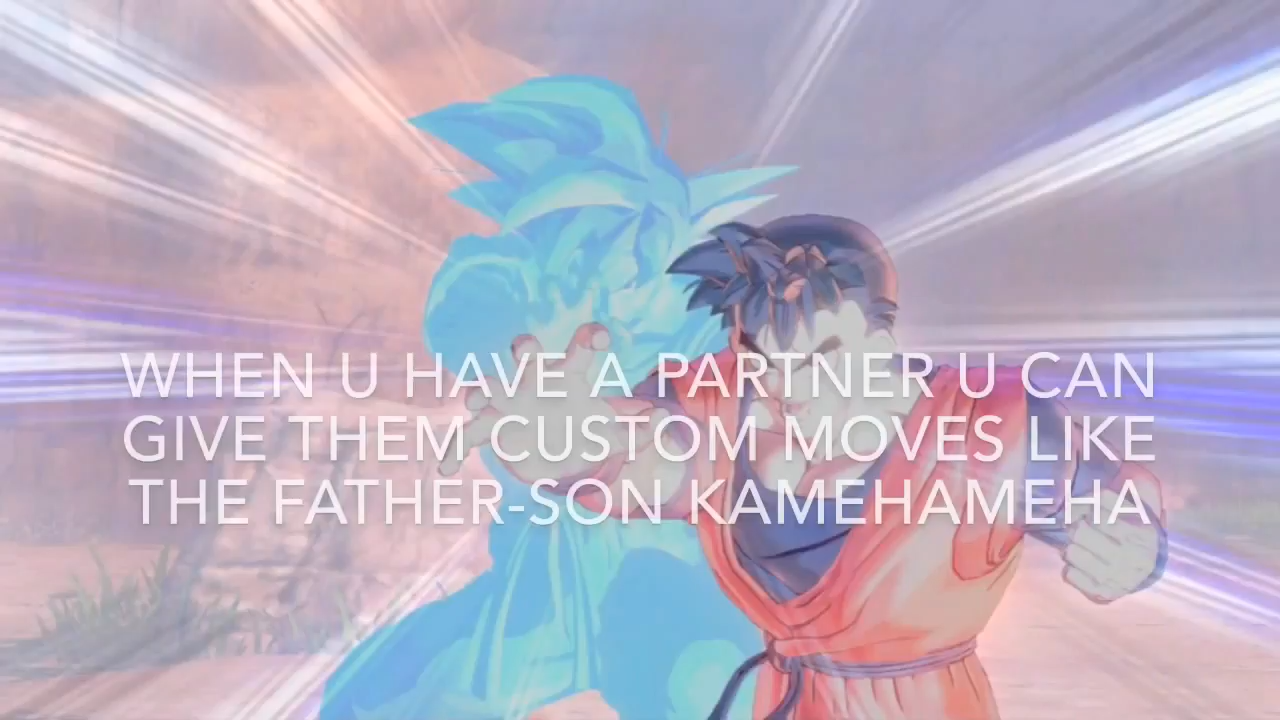 WHEN U HAVE A PARTNER U CAN
GIVE THEM CUSTOM MOVES LIKE
THE FATHER-SON KAMEHAMEHA